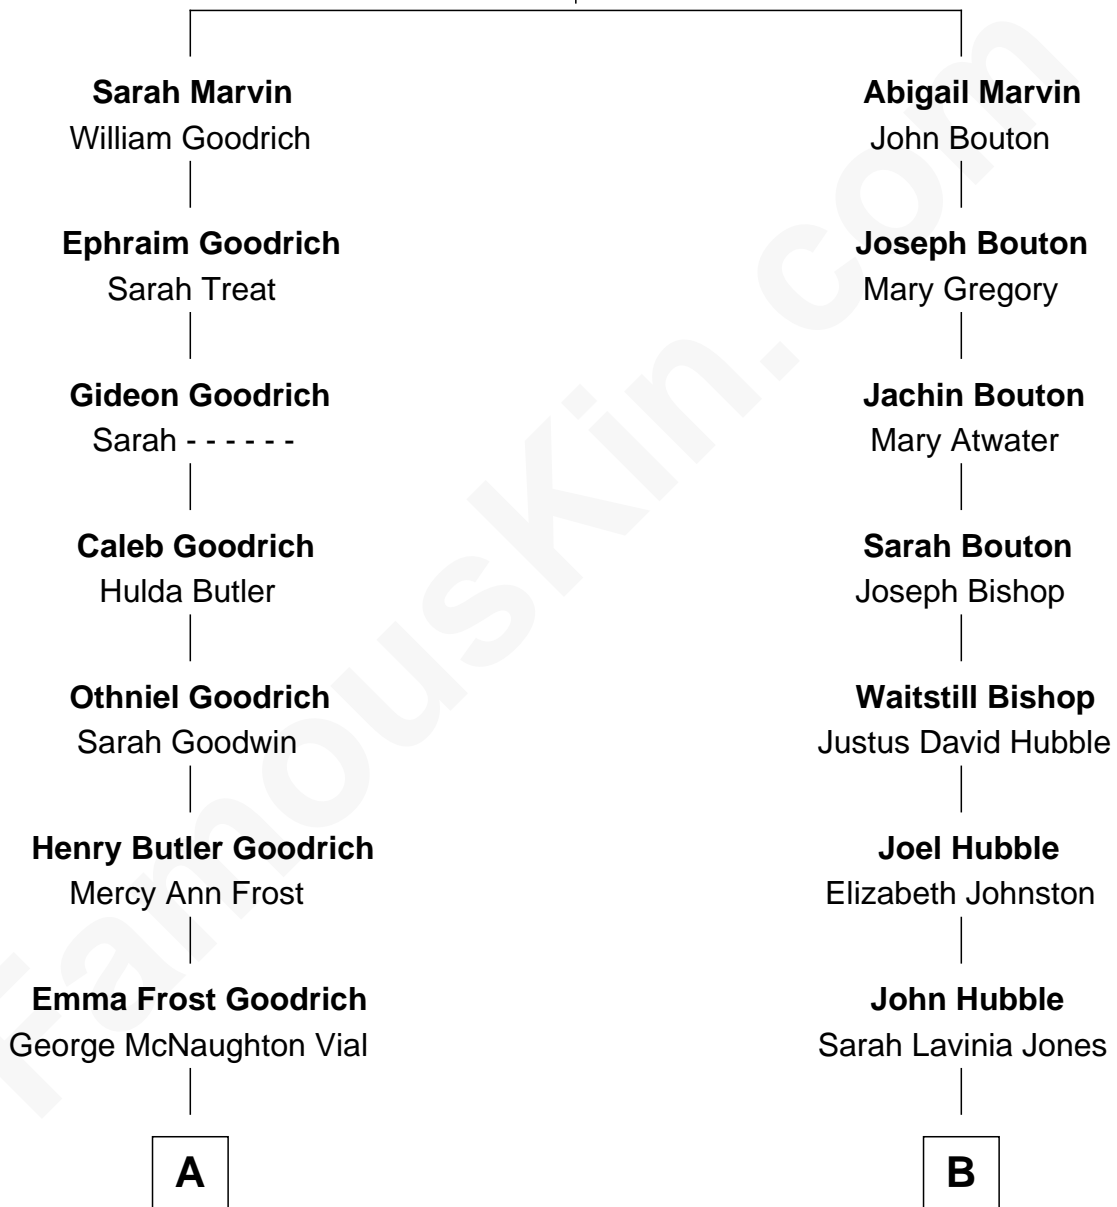 Sarah Marvin
William Goodrich
Ephraim Goodrich
Sarah Treat
Gideon Goodrich
Sarah - - - - - -
Caleb Goodrich
Hulda Butler
Othniel Goodrich
Sarah Goodwin
Henry Butler Goodrich
Mercy Ann Frost
Emma Frost Goodrich
George McNaughton Vial
A
Abigail Marvin
John Bouton
Joseph Bouton
Mary Gregory
Jachin Bouton
Mary Atwater
Sarah Bouton
Joseph Bishop
Waitstill Bishop
Justus David Hubble
Joel Hubble
Elizabeth Johnston
John Hubble
Sarah Lavinia Jones
B
FamousKin.com